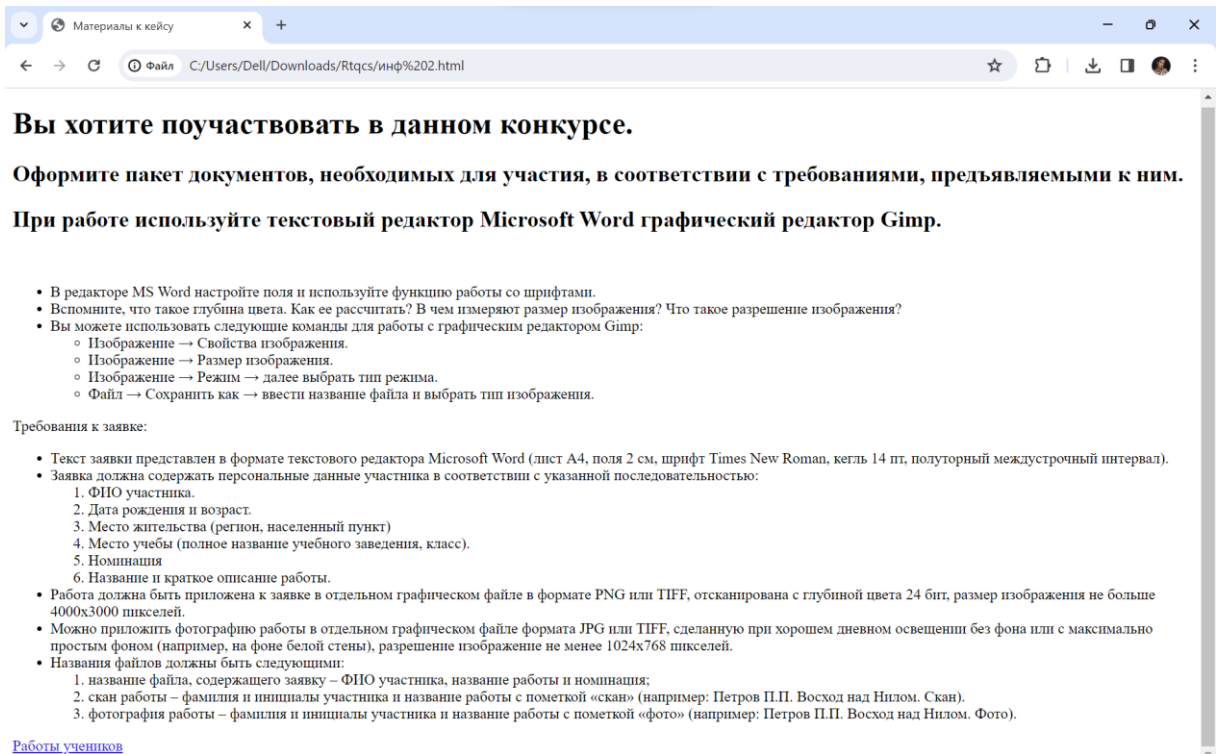 Материалы к кейсу
Файл C:/Users/Dell/Downloads/Rtqcs/инф%202.html
Вы хотите поучаствовать в данном конкурсе.
Оформите пакет документов, необходимых для участия, в соответствии с требованиями, предъявляемыми к ним.
При работе используйте текстовый редактор Microsoft Word графический редактор Gimp.
• В редакторе MS Word настройте поля и используйте функцию работы со шрифтами.
• Вспомните, что такое глубина цвета. Как ее рассчитать? В чем измеряют размер изображения? Что такое разрешение изображения?
• Вы можете использовать следующие команды для работы с графическим редактором Gimp:
◦ Изображение → Свойства изображения.
◦ Изображение → Размер изображения.
◦ Изображение → Режим → далее выбрать тип режима.
◦ Файл → Сохранить как → ввести название файла и выбрать тип изображения.
Требования к заявке:
• Текст заявки представлен в формате текстового редактора Microsoft Word (лист А4, поля 2 см, шрифт Times New Roman, кегль 14 пт, полуторный междустрочный интервал).
• Заявка должна содержать персональные данные участника в соответствии с указанной последовательностью:
1. ФИО участника.
2. Дата рождения и возраст.
3. Место жительства (регион, населенный пункт)
4. Место учебы (полное название учебного заведения, класс).
5. Номинация
6. Название и краткое описание работы.
• Работа должна быть приложена к заявке в отдельном графическом файле в формате PNG или TIFF, отсканирована с глубиной цвета 24 бит, размер изображения не больше
4000x3000 пикселей.
• Можно приложить фотографию работы в отдельном графическом файле формата JPG или TIFF, сделанную при хорошем дневном освещении без фона или с максимально
простым фоном (например, на фоне белой стены), разрешение изображение не менее 1024x768 пикселей.
• Названия файлов должны быть следующими:
1. название файла, содержащего заявку – ФИО участника, название работы и номинация;
2. скан работы – фамилия и инициалы участника и название работы с пометкой «скан» (например: Петров П.П. Восход над Нилом. Скан).
3. фотография работы – фамилия и инициалы участника и название работы с пометкой «фото» (например: Петров П.П. Восход над Нилом. Фото).
Работы учеников